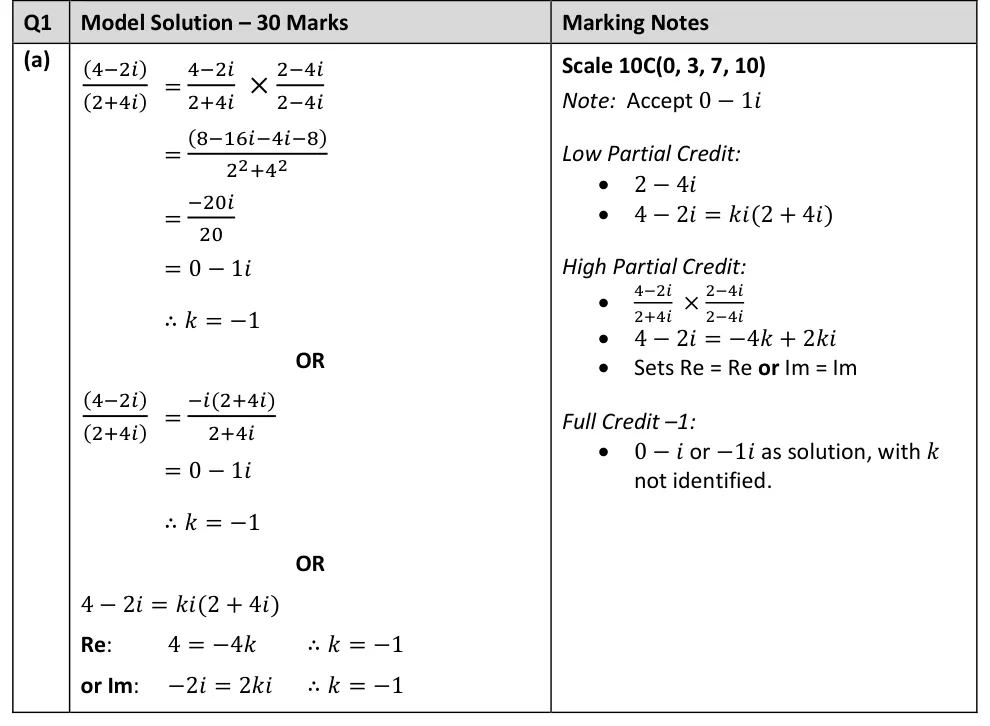 Q1 Model Solution – 30 Marks Marking Notes
(a)
(4−2i)/(2+4i) = (4−2i)/(2+4i) × (2−4i)/(2−4i)
= (8−16i−4i−8)/(2²+4²)
= −20i/20
= 0 − 1i
∴ k = −1
OR
(4−2i)/(2+4i) = −i(2+4i)/(2+4i)
= 0 − 1i
∴ k = −1
OR
4 − 2i = ki(2 + 4i)
Re: 4 = −4k ∴ k = −1
or Im: −2i = 2ki ∴ k = −1
Scale 10C(0, 3, 7, 10)
Note: Accept 0 − 1i
Low Partial Credit:
• 2 − 4i
• 4 − 2i = ki(2 + 4i)
High Partial Credit:
• (4−2i)/(2+4i) × (2−4i)/(2−4i)
• 4 − 2i = −4k + 2ki
• Sets Re = Re or Im = Im
Full Credit –1:
• 0 − i or −1i as solution, with k
not identified.